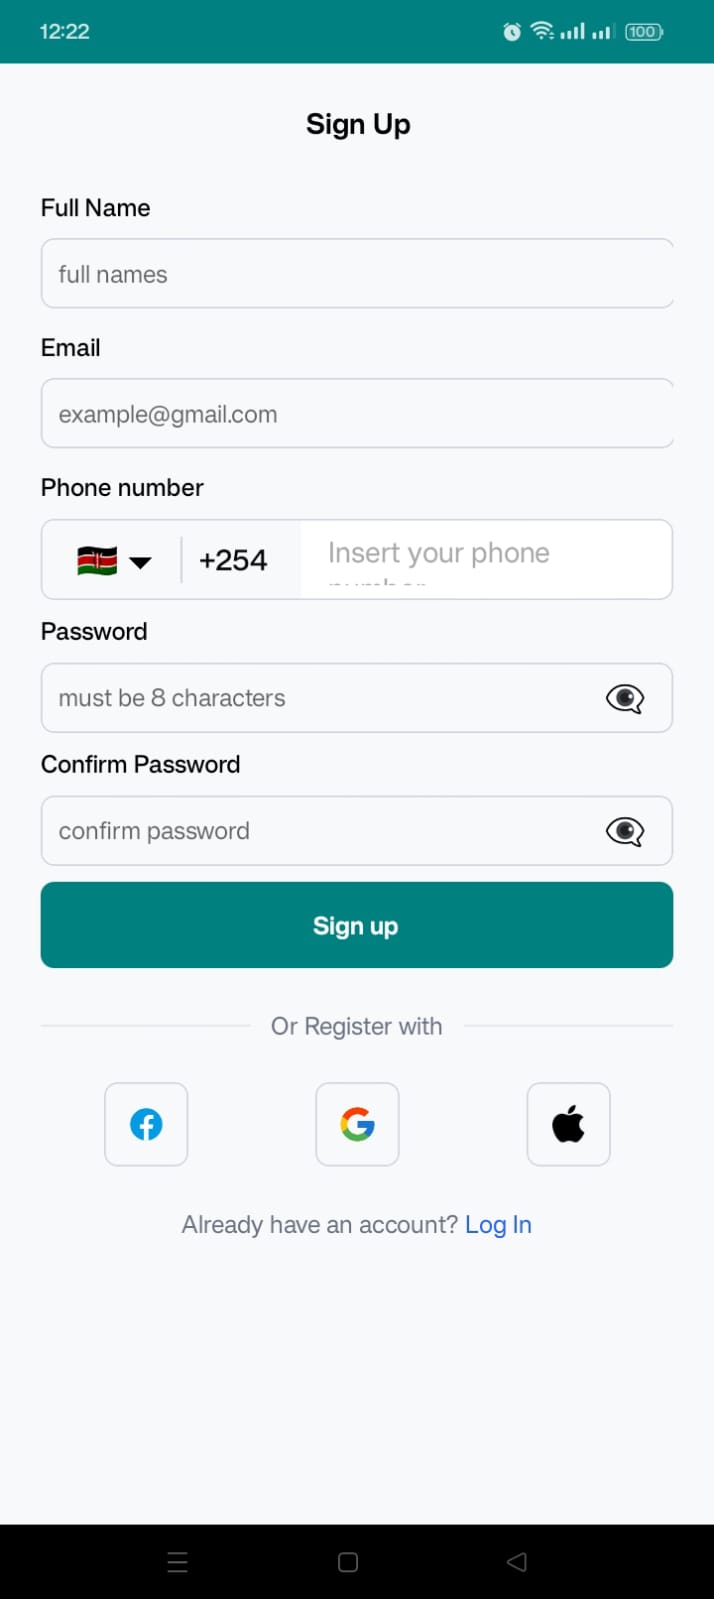 12:22
100
Sign Up
Full Name
full names
Email
example@gmail.com
Phone number
+254
Insert your phone
Password
must be 8 characters
Confirm Password
confirm password
Sign up
Or Register with
Already have an account? Log In